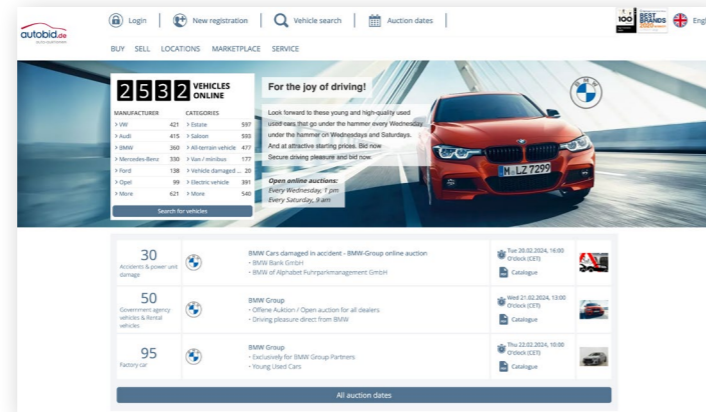 autobid.de
Login
New registration
Vehicle search
Auction dates
100
BEST
BRANDS
Engl
BUY SELL LOCATIONS MARKETPLACE SERVICE
2532 VEHICLES
ONLINE
MANUFACTURER CATEGORIES
> VW 421 > Estate 597
> Audi 415 > Saloon 593
> BMW 360 > All-terrain vehicle 477
> Mercedes-Benz 330 > Van / minibus 177
> Ford 138 > Vehicle damaged ... 20
> Opel 99 > Electric vehicle 391
> More 621 > More 540
Search for vehicles
For the joy of driving!
Look forward to these young and high-quality used
used cars that go under the hammer every Wednesday
under the hammer on Wednesdays and Saturdays.
And at attractive starting prices. Bid now
Secure driving pleasure and bid now.
Open online auctions:
Every Wednesday, 1 pm
Every Saturday, 9 am
BMW
M LZ 7299
30
Accidents & power unit
damage
BMW Cars damaged in accident - BMW-Group online auction
- BMW Bank GmbH
- BMW of Alphabet Fuhrparkmanagement GmbH
Tue 20.02.2024, 16:00
O'clock (CET)
Catalogue
50
Government agency
vehicles & Rental
vehicles
BMW Group
- Offene Auktion / Open auction for all dealers
- Driving pleasure direct from BMW
Wed 21.02.2024, 13:00
O'clock (CET)
Catalogue
95
Factory car
BMW Group
- Exclusively for BMW Group Partners
- Young Used Cars
Thu 22.02.2024, 10:00
O'clock (CET)
Catalogue
All auction dates